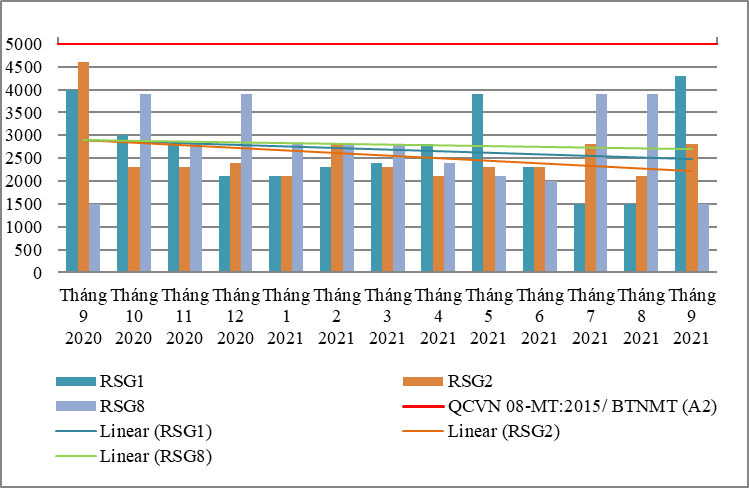 5000
4500
4000
3500
3000
2500
2000
1500
1000
500
0
Tháng Tháng Tháng Tháng Tháng Tháng Tháng Tháng Tháng Tháng Tháng Tháng Tháng
9 10 11 12 1 2 3 4 5 6 7 8 9
2020 2020 2020 2020 2021 2021 2021 2021 2021 2021 2021 2021 2021
RSG1 RSG2
RSG8 QCVN 08-MT:2015/ BTNMT (A2)
Linear (RSG1) Linear (RSG2)
Linear (RSG8)